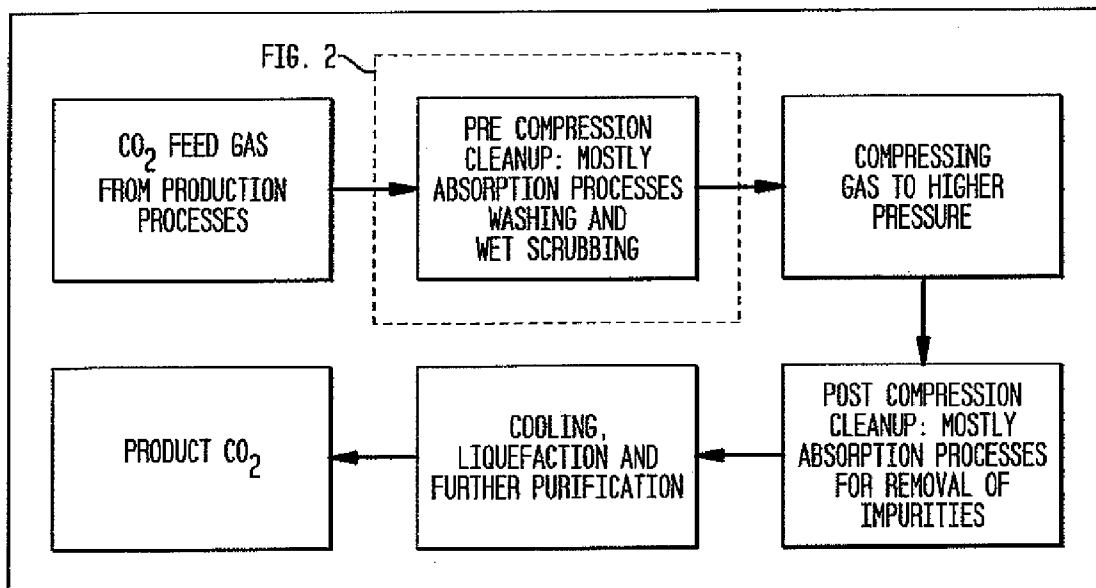 FIG. 2
CO2 FEED GAS
FROM PRODUCTION
PROCESSES
PRE COMPRESSION
CLEANUP: MOSTLY
ABSORPTION PROCESSES
WASHING AND
WET SCRUBBING
COMPRESSING
GAS TO HIGHER
PRESSURE
POST COMPRESSION
CLEANUP: MOSTLY
ABSORPTION PROCESSES
FOR REMOVAL OF
IMPURITIES
COOLING,
LIQUEFACTION AND
FURTHER PURIFICATION
PRODUCT CO2